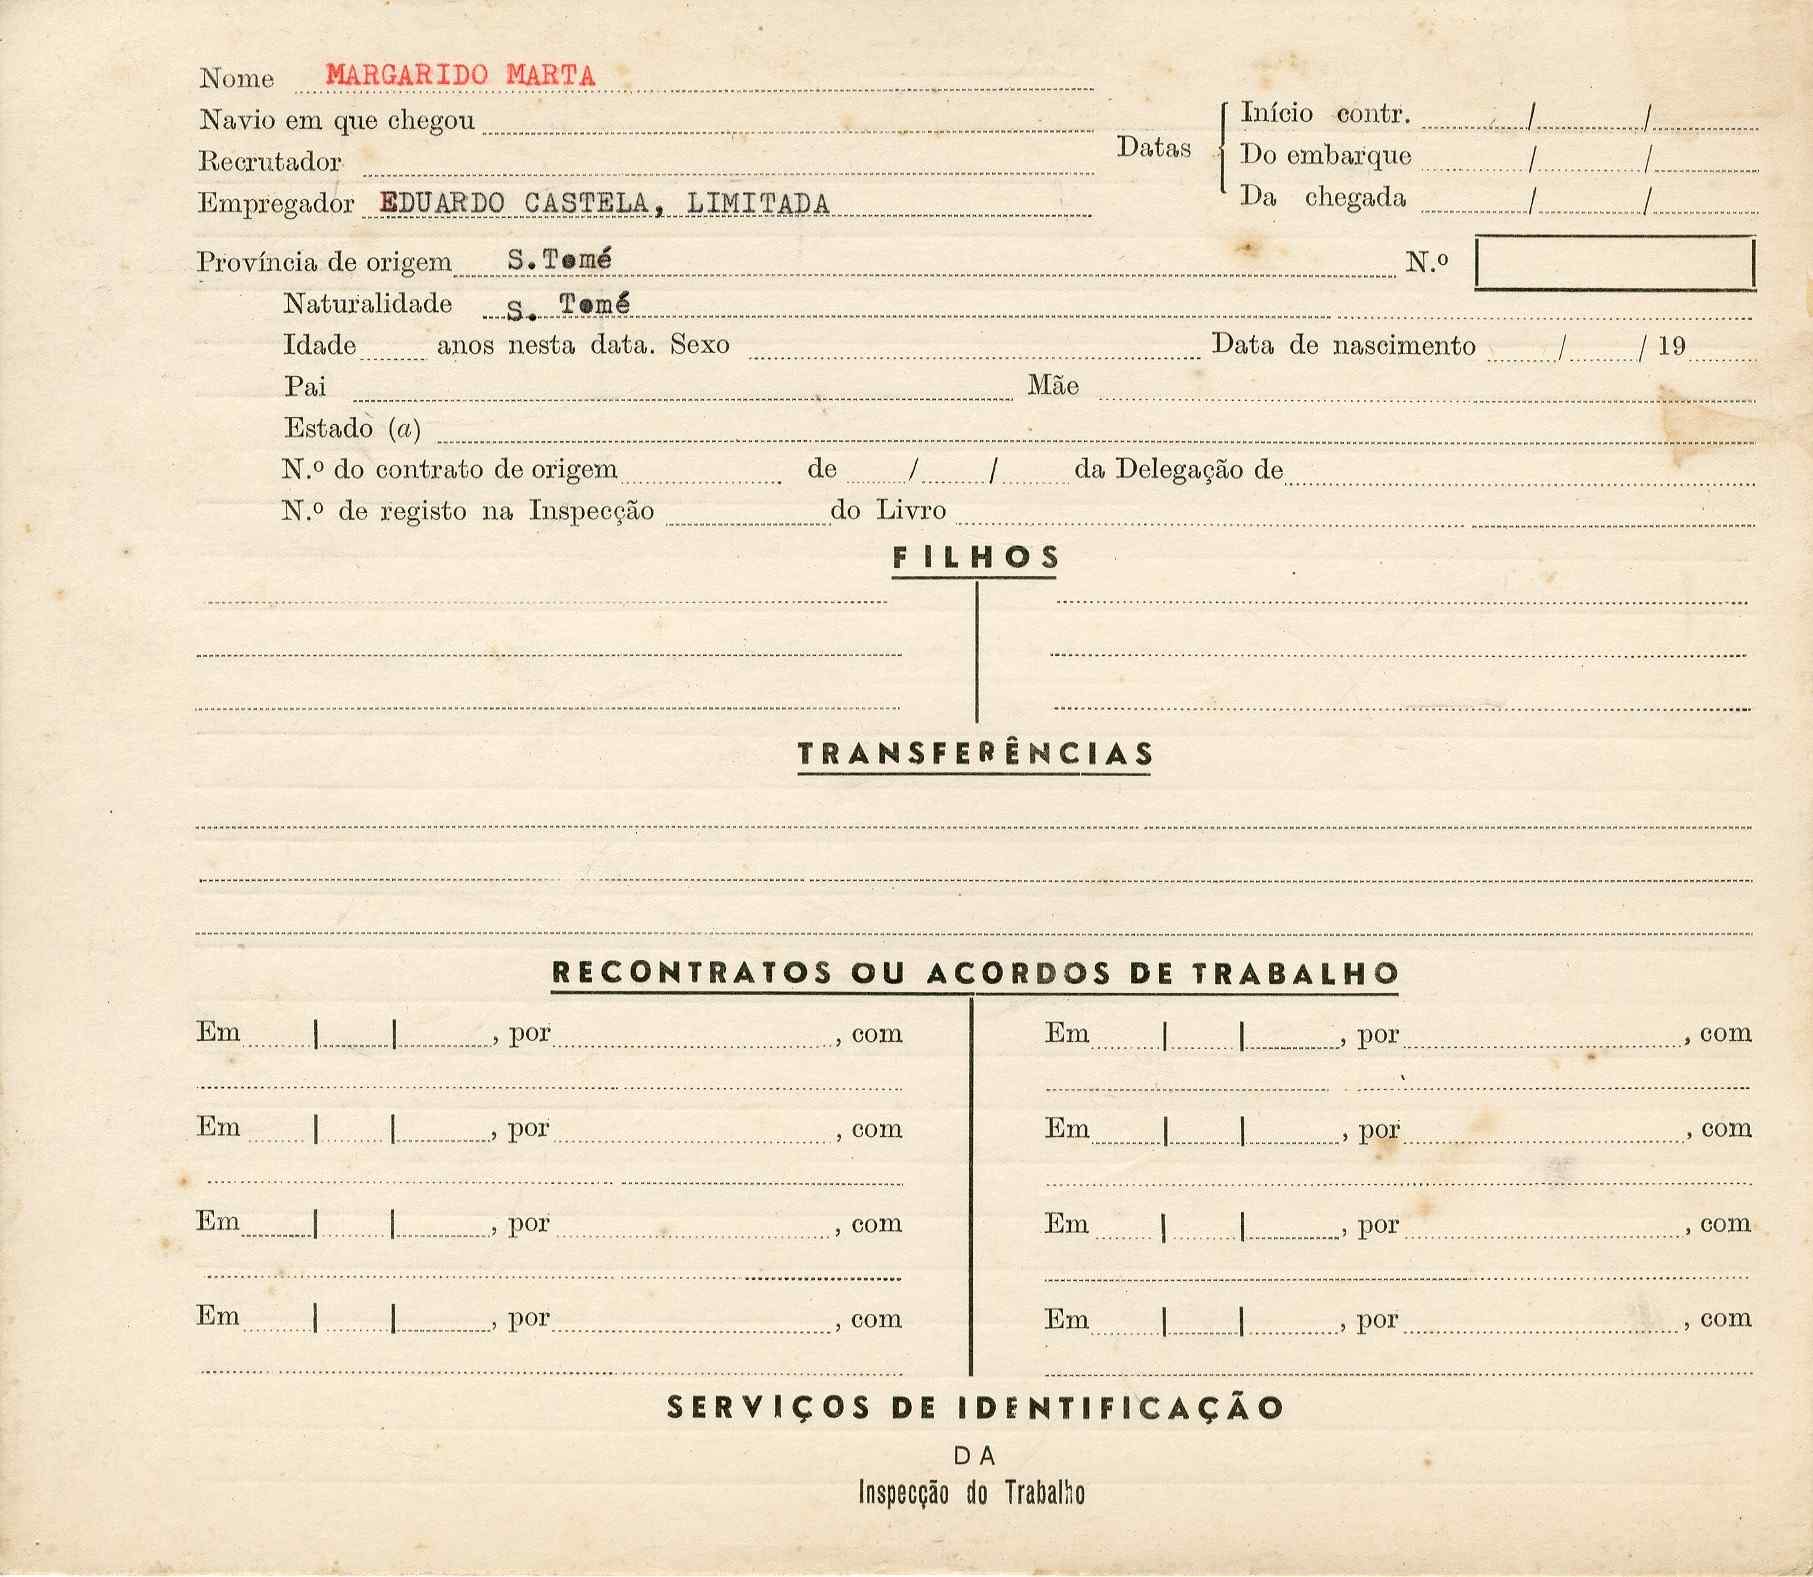 Nome MARGARIDO MARTA
Navio em que chegou
Recrutador
Empregador EDUARDO CASTELA, LIMITADA
Datas
Início contr. / /
Do embarque / /
Da chegada / /
Província de origem S.Tomé N.º
Naturalidade S. Tomé
Idade anos nesta data. Sexo Data de nascimento / / 19
Pai Mãe
Estado (a)
N.º do contrato de origem de / / da Delegação de
N.º de registo na Inspecção do Livro
FILHOS
TRANSFERÊNCIAS
RECONTRATOS OU ACORDOS DE TRABALHO
Em | | , por , com
Em | | , por , com
Em | | , por , com
Em | | , por , com
Em | | , por , com
Em | | , por , com
Em | | , por , com
Em | | , por , com
SERVIÇOS DE IDENTIFICAÇÃO
DA
Inspecção do Trabalho